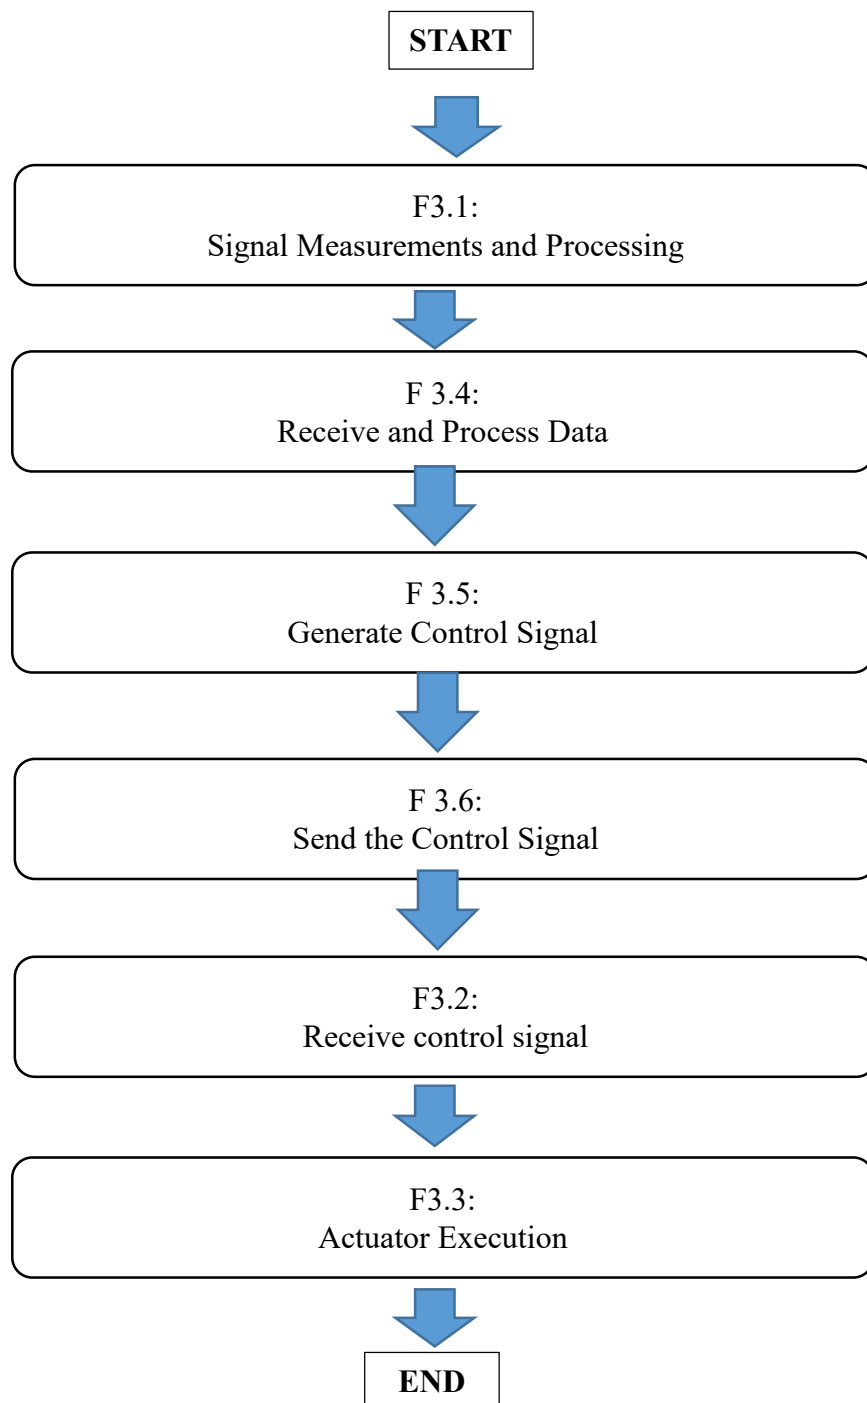 START
F3.1:
Signal Measurements and Processing
F 3.4:
Receive and Process Data
F 3.5:
Generate Control Signal
F 3.6:
Send the Control Signal
F3.2:
Receive control signal
F3.3:
Actuator Execution
END